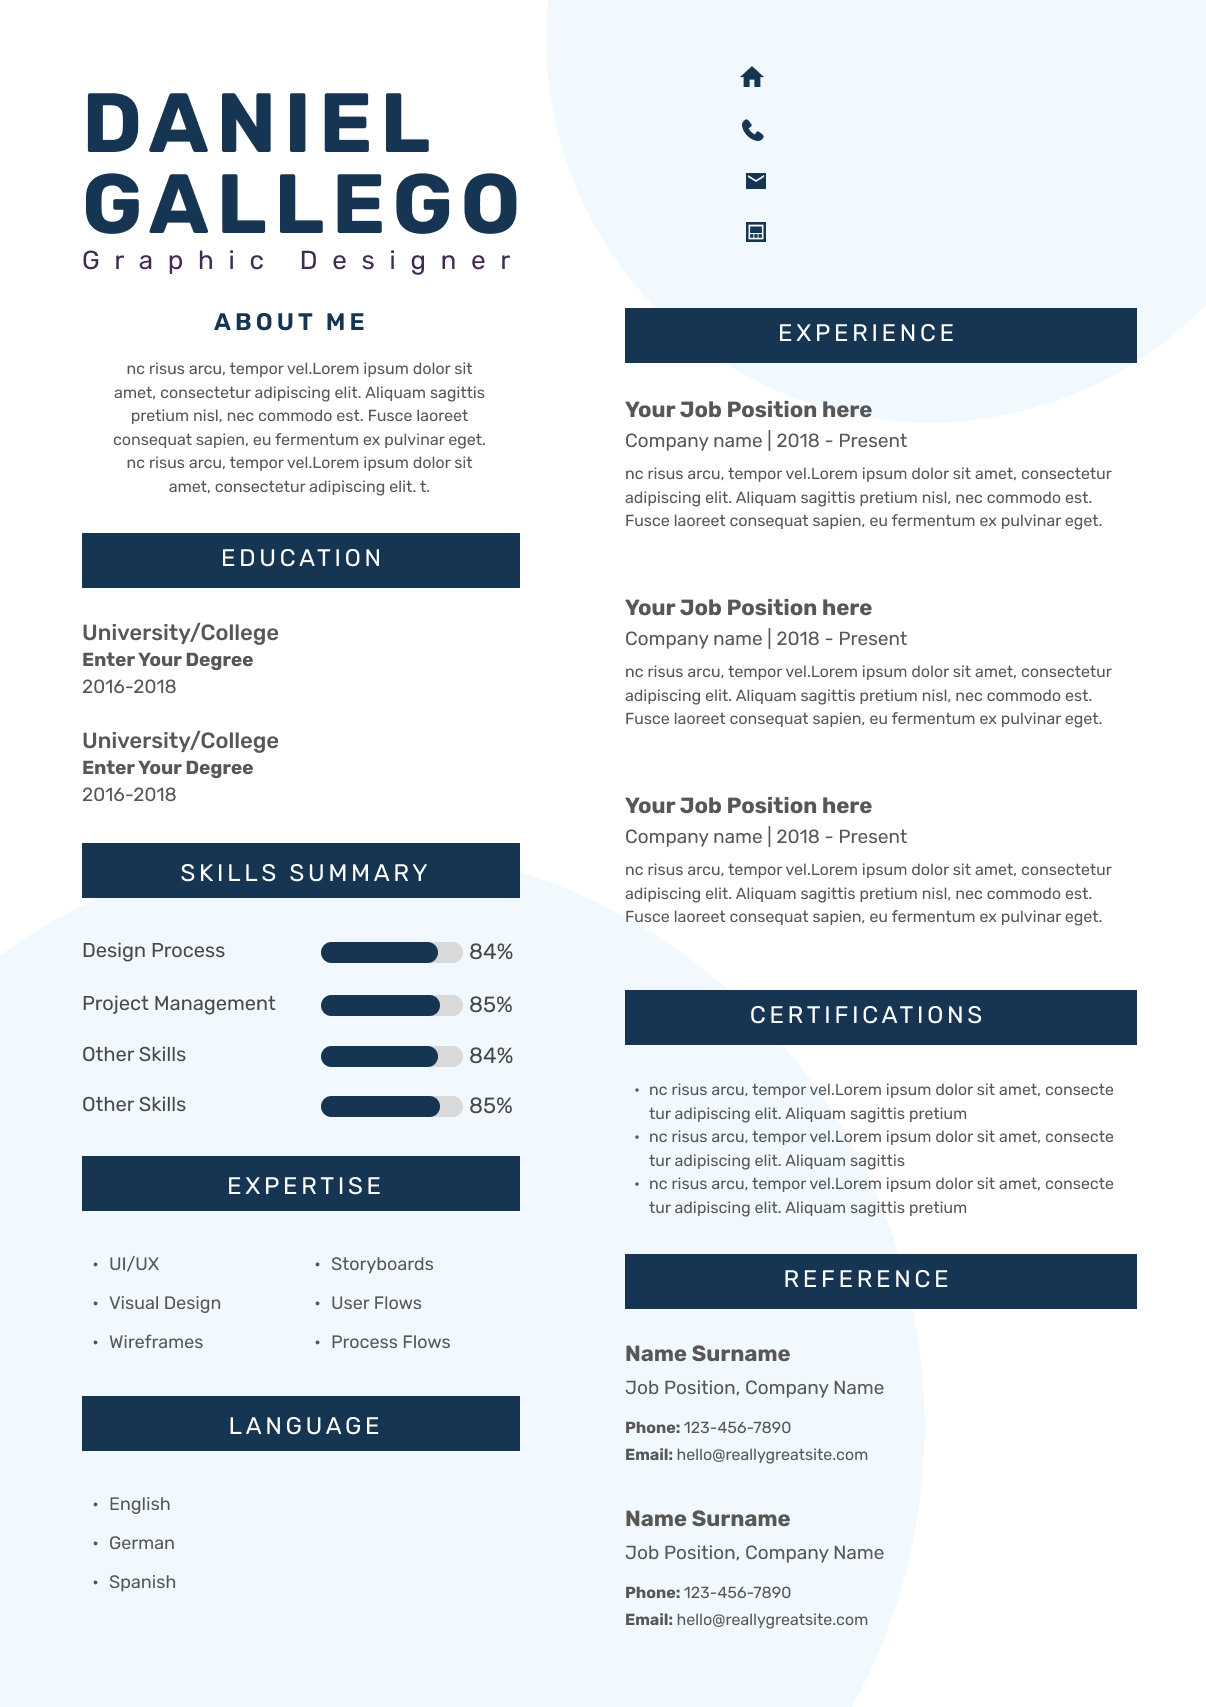 DANIEL
GALLEGO
Graphic Designer
ABOUT ME
nc risus arcu, tempor vel.Lorem ipsum dolor sit
amet, consectetur adipiscing elit. Aliquam sagittis
pretium nisl, nec commodo est. Fusce laoreet
consequat sapien, eu fermentum ex pulvinar eget.
nc risus arcu, tempor vel.Lorem ipsum dolor sit
amet, consectetur adipiscing elit. t.
EDUCATION
University/College
Enter Your Degree
2016-2018
University/College
Enter Your Degree
2016-2018
SKILLS SUMMARY
Design Process 84%
Project Management 85%
Other Skills 84%
Other Skills 85%
EXPERTISE
• UI/UX
• Visual Design
• Wireframes
• Storyboards
• User Flows
• Process Flows
LANGUAGE
• English
• German
• Spanish
EXPERIENCE
Your Job Position here
Company name | 2018 - Present
nc risus arcu, tempor vel.Lorem ipsum dolor sit amet, consectetur
adipiscing elit. Aliquam sagittis pretium nisl, nec commodo est.
Fusce laoreet consequat sapien, eu fermentum ex pulvinar eget.
Your Job Position here
Company name | 2018 - Present
nc risus arcu, tempor vel.Lorem ipsum dolor sit amet, consectetur
adipiscing elit. Aliquam sagittis pretium nisl, nec commodo est.
Fusce laoreet consequat sapien, eu fermentum ex pulvinar eget.
Your Job Position here
Company name | 2018 - Present
nc risus arcu, tempor vel.Lorem ipsum dolor sit amet, consectetur
adipiscing elit. Aliquam sagittis pretium nisl, nec commodo est.
Fusce laoreet consequat sapien, eu fermentum ex pulvinar eget.
CERTIFICATIONS
• nc risus arcu, tempor vel.Lorem ipsum dolor sit amet, consecte
tur adipiscing elit. Aliquam sagittis pretium
• nc risus arcu, tempor vel.Lorem ipsum dolor sit amet, consecte
tur adipiscing elit. Aliquam sagittis
• nc risus arcu, tempor vel.Lorem ipsum dolor sit amet, consecte
tur adipiscing elit. Aliquam sagittis pretium
REFERENCE
Name Surname
Job Position, Company Name
Phone: 123-456-7890
Email: hello@reallygreatsite.com
Name Surname
Job Position, Company Name
Phone: 123-456-7890
Email: hello@reallygreatsite.com